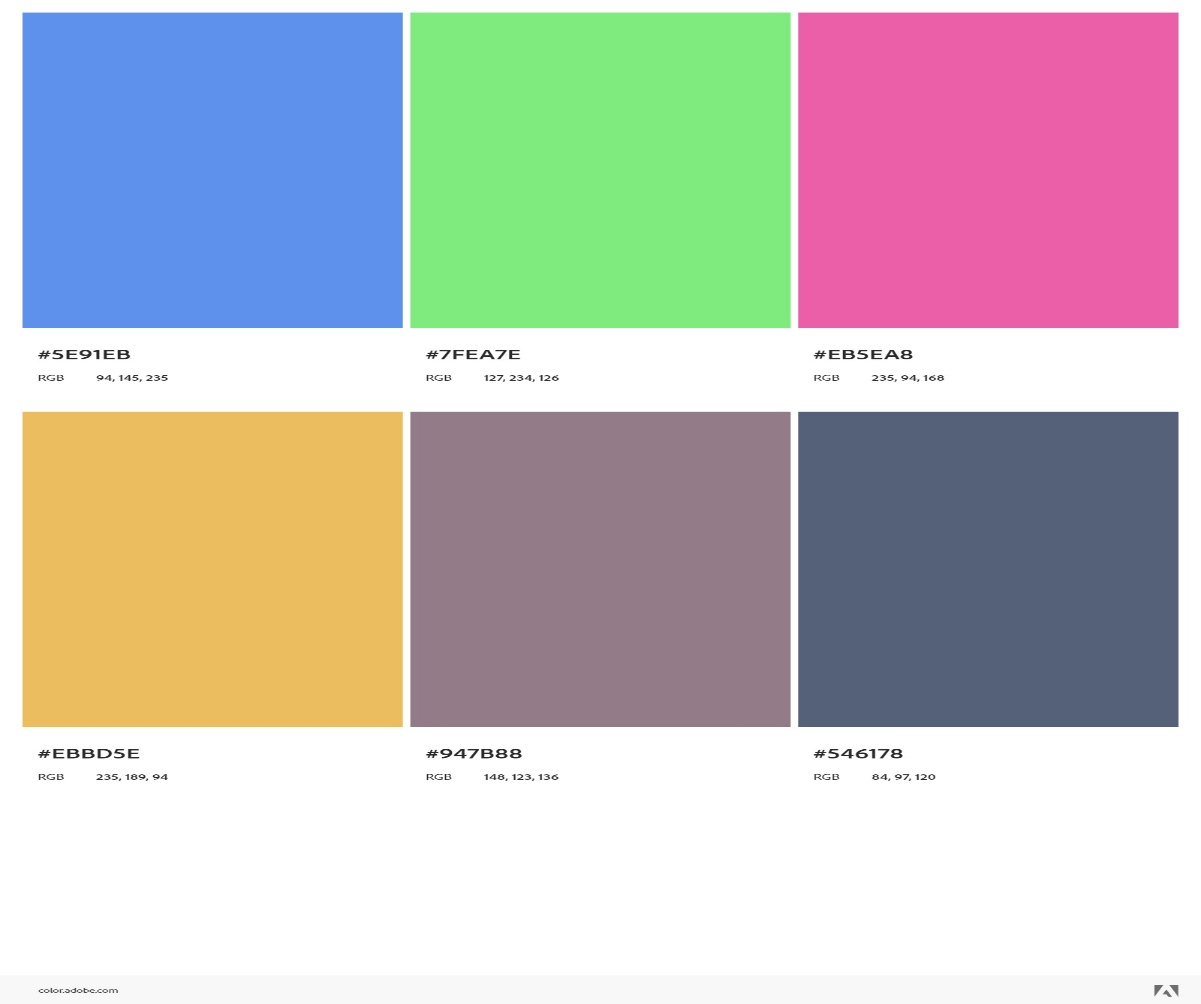 #5E91EB #7FEA7E #EB5EA8
RGB 94, 145, 235 RGB 127, 234, 126 RGB 235, 94, 168
#EBBD5E #947B88 #546178
RGB 235, 189, 94 RGB 148, 123, 136 RGB 84, 97, 120
color.adobe.com